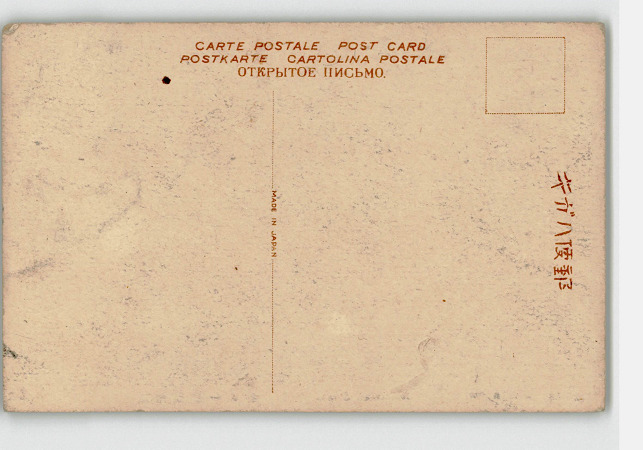 CARTE POSTALE POST CARD
POSTKARTE CARTOLINA POSTALE
ОТКРЫТОЕ ПИСЬМО.
MADE IN JAPAN
郵便ハガキ